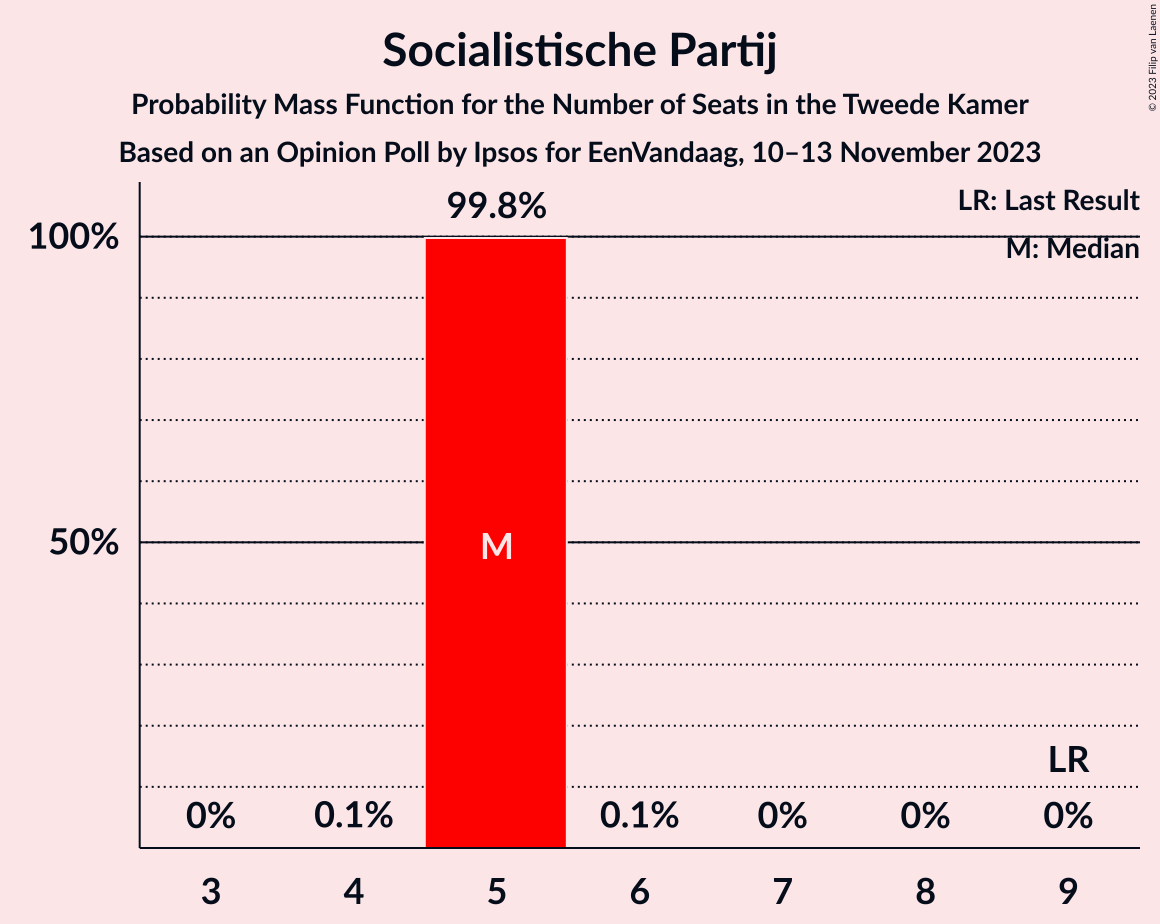 Socialistische Partij
Probability Mass Function for the Number of Seats in the Tweede Kamer
Based on an Opinion Poll by Ipsos for EenVandaag, 10–13 November 2023
© 2023 Filip van Laenen
LR: Last Result
M: Median
99.8%
100%
50%
M
LR
0% 0.1% 0.1% 0% 0% 0%
3 4 5 6 7 8 9